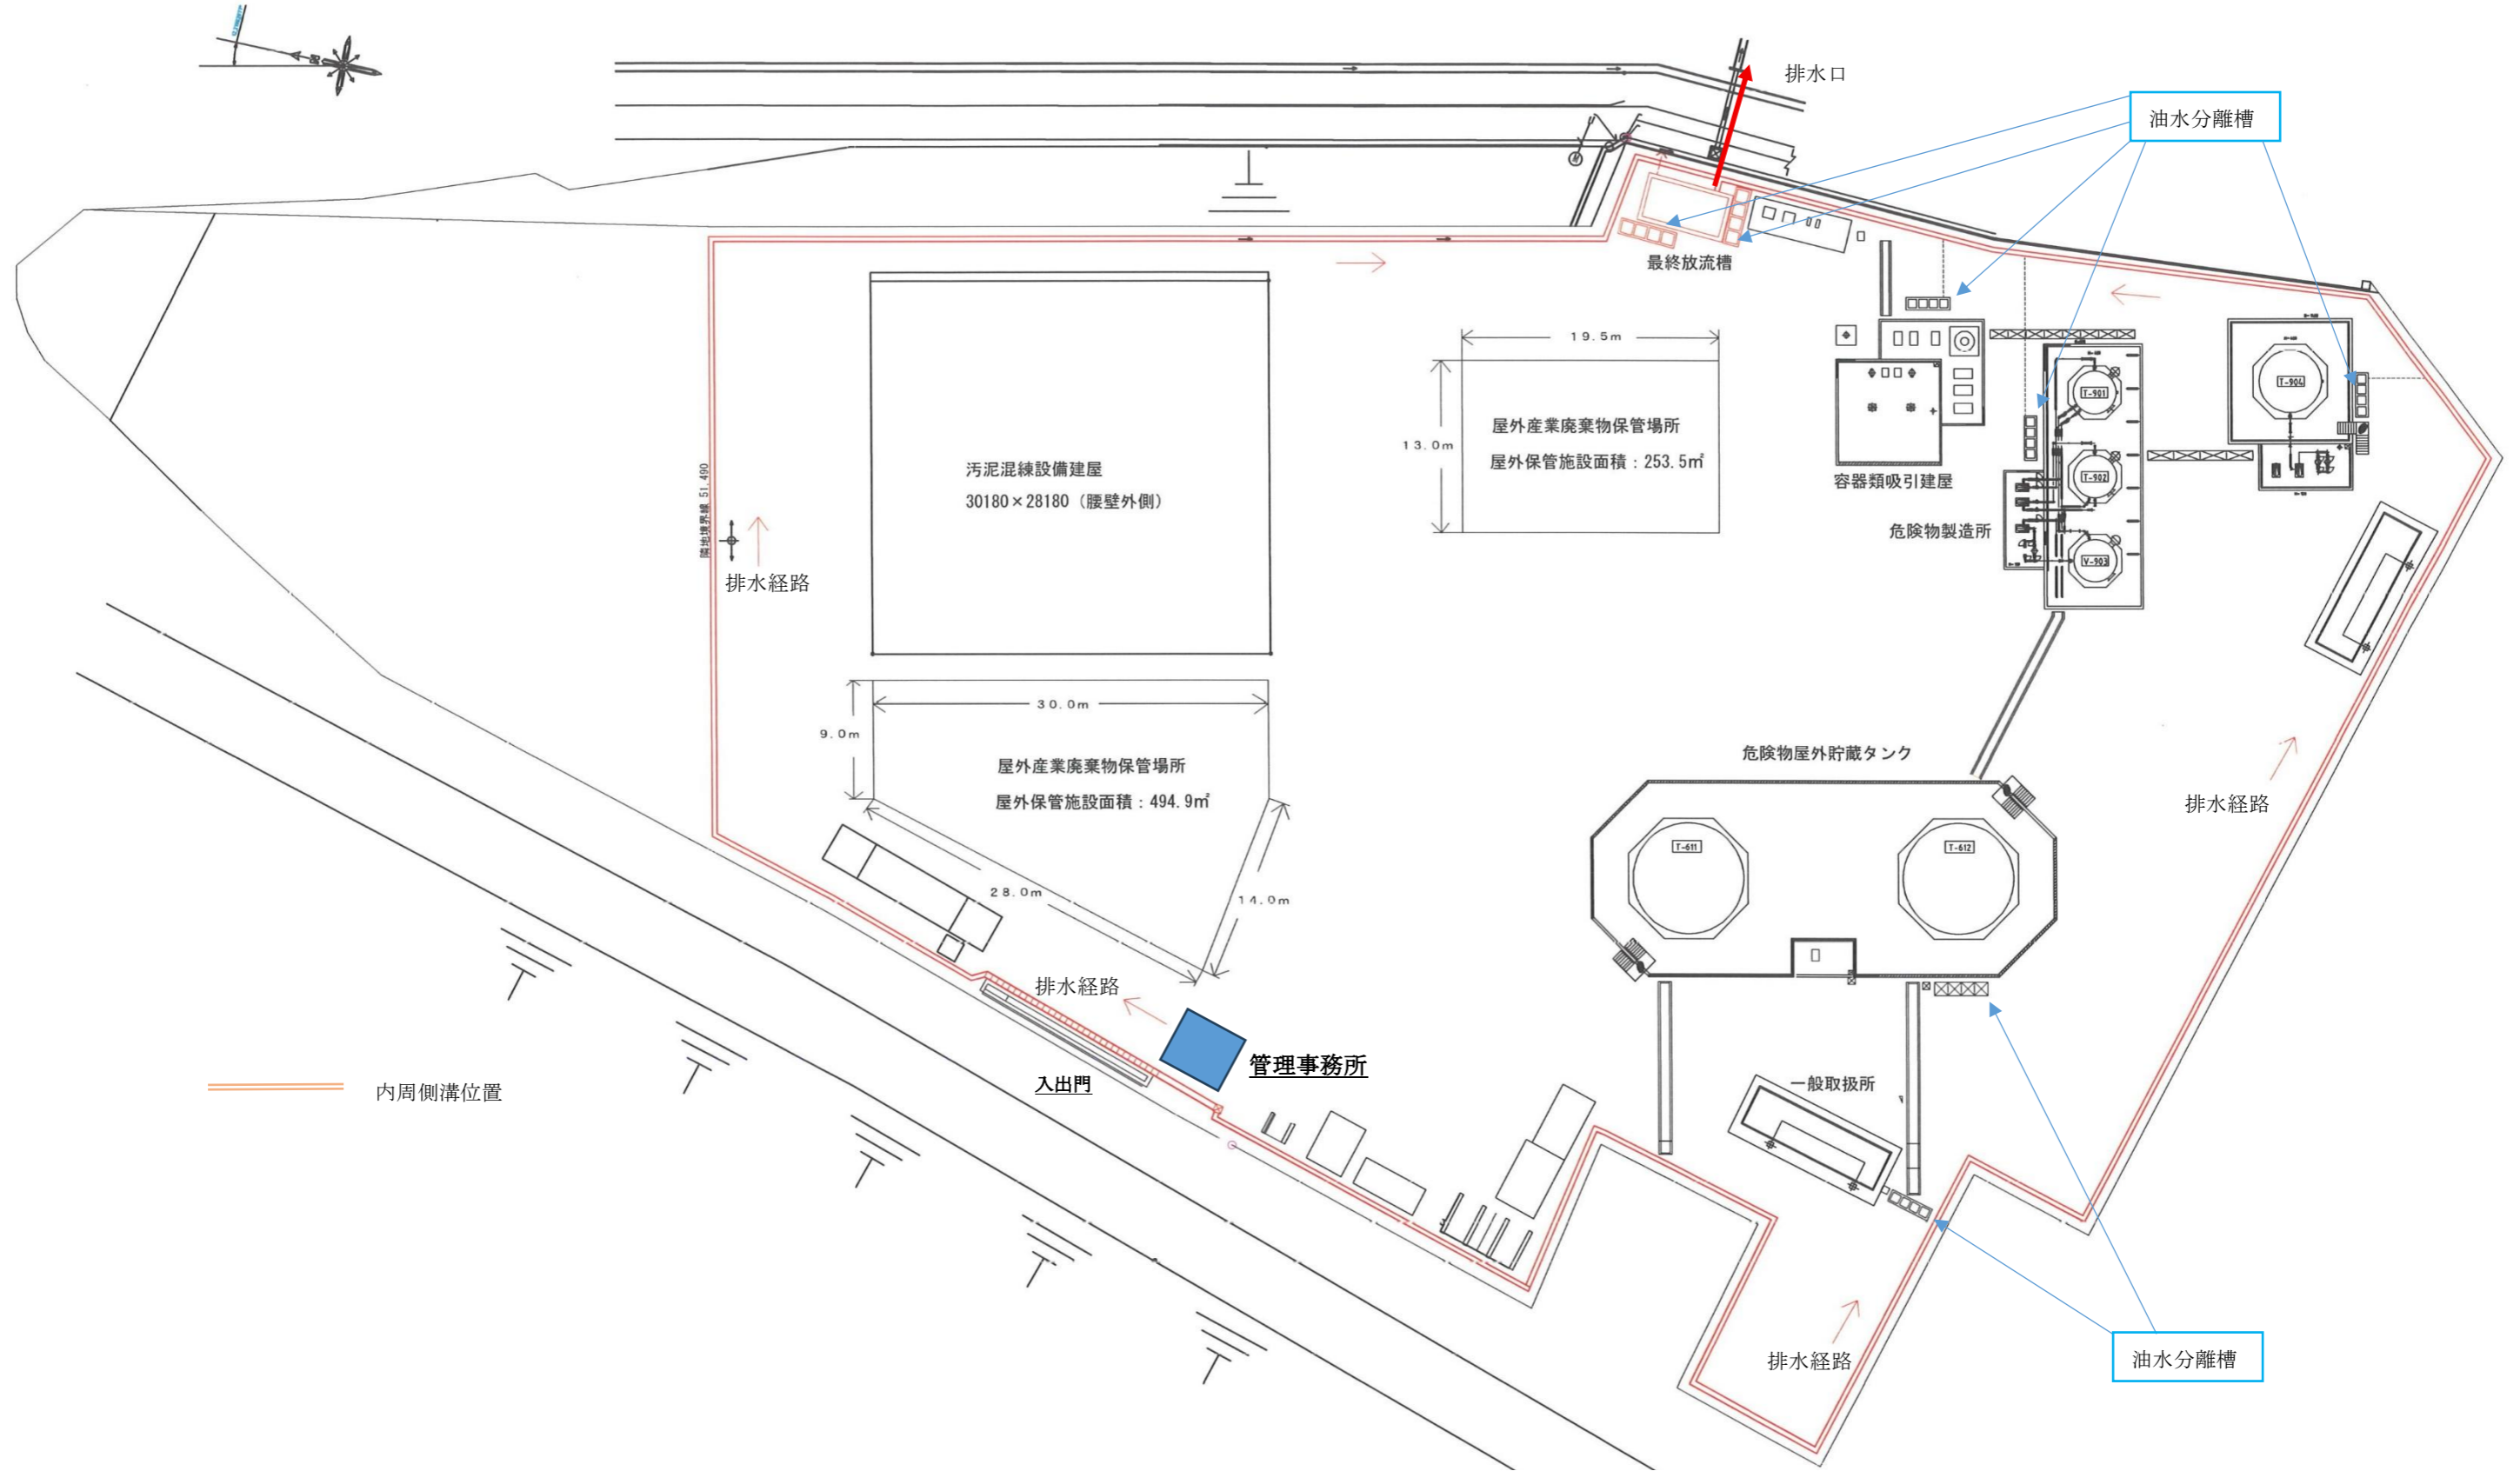 N
排水口
油水分離槽
最終放流槽
19.5m
13.0m
屋外産業廃棄物保管場所
屋外保管施設面積：253.5㎡
汚泥混練設備建屋
30180×28180（腰壁外側）
隣地境界線 51.490
排水経路
容器類吸引建屋
危険物製造所
T-901
T-902
V-903
T-904
30.0m
9.0m
屋外産業廃棄物保管場所
屋外保管施設面積：494.9㎡
28.0m
14.0m
危険物屋外貯蔵タンク
T-611
T-612
排水経路
排水経路
管理事務所
入出門
一般取扱所
内周側溝位置
排水経路
油水分離槽